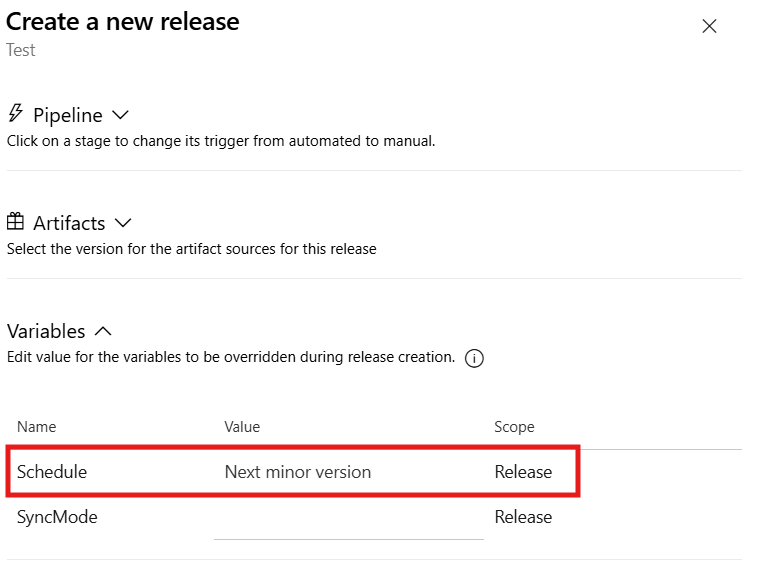 Create a new release
Test
Pipeline
Click on a stage to change its trigger from automated to manual.
Artifacts
Select the version for the artifact sources for this release
Variables
Edit value for the variables to be overridden during release creation.
Name Value Scope
Schedule Next minor version Release
SyncMode Release